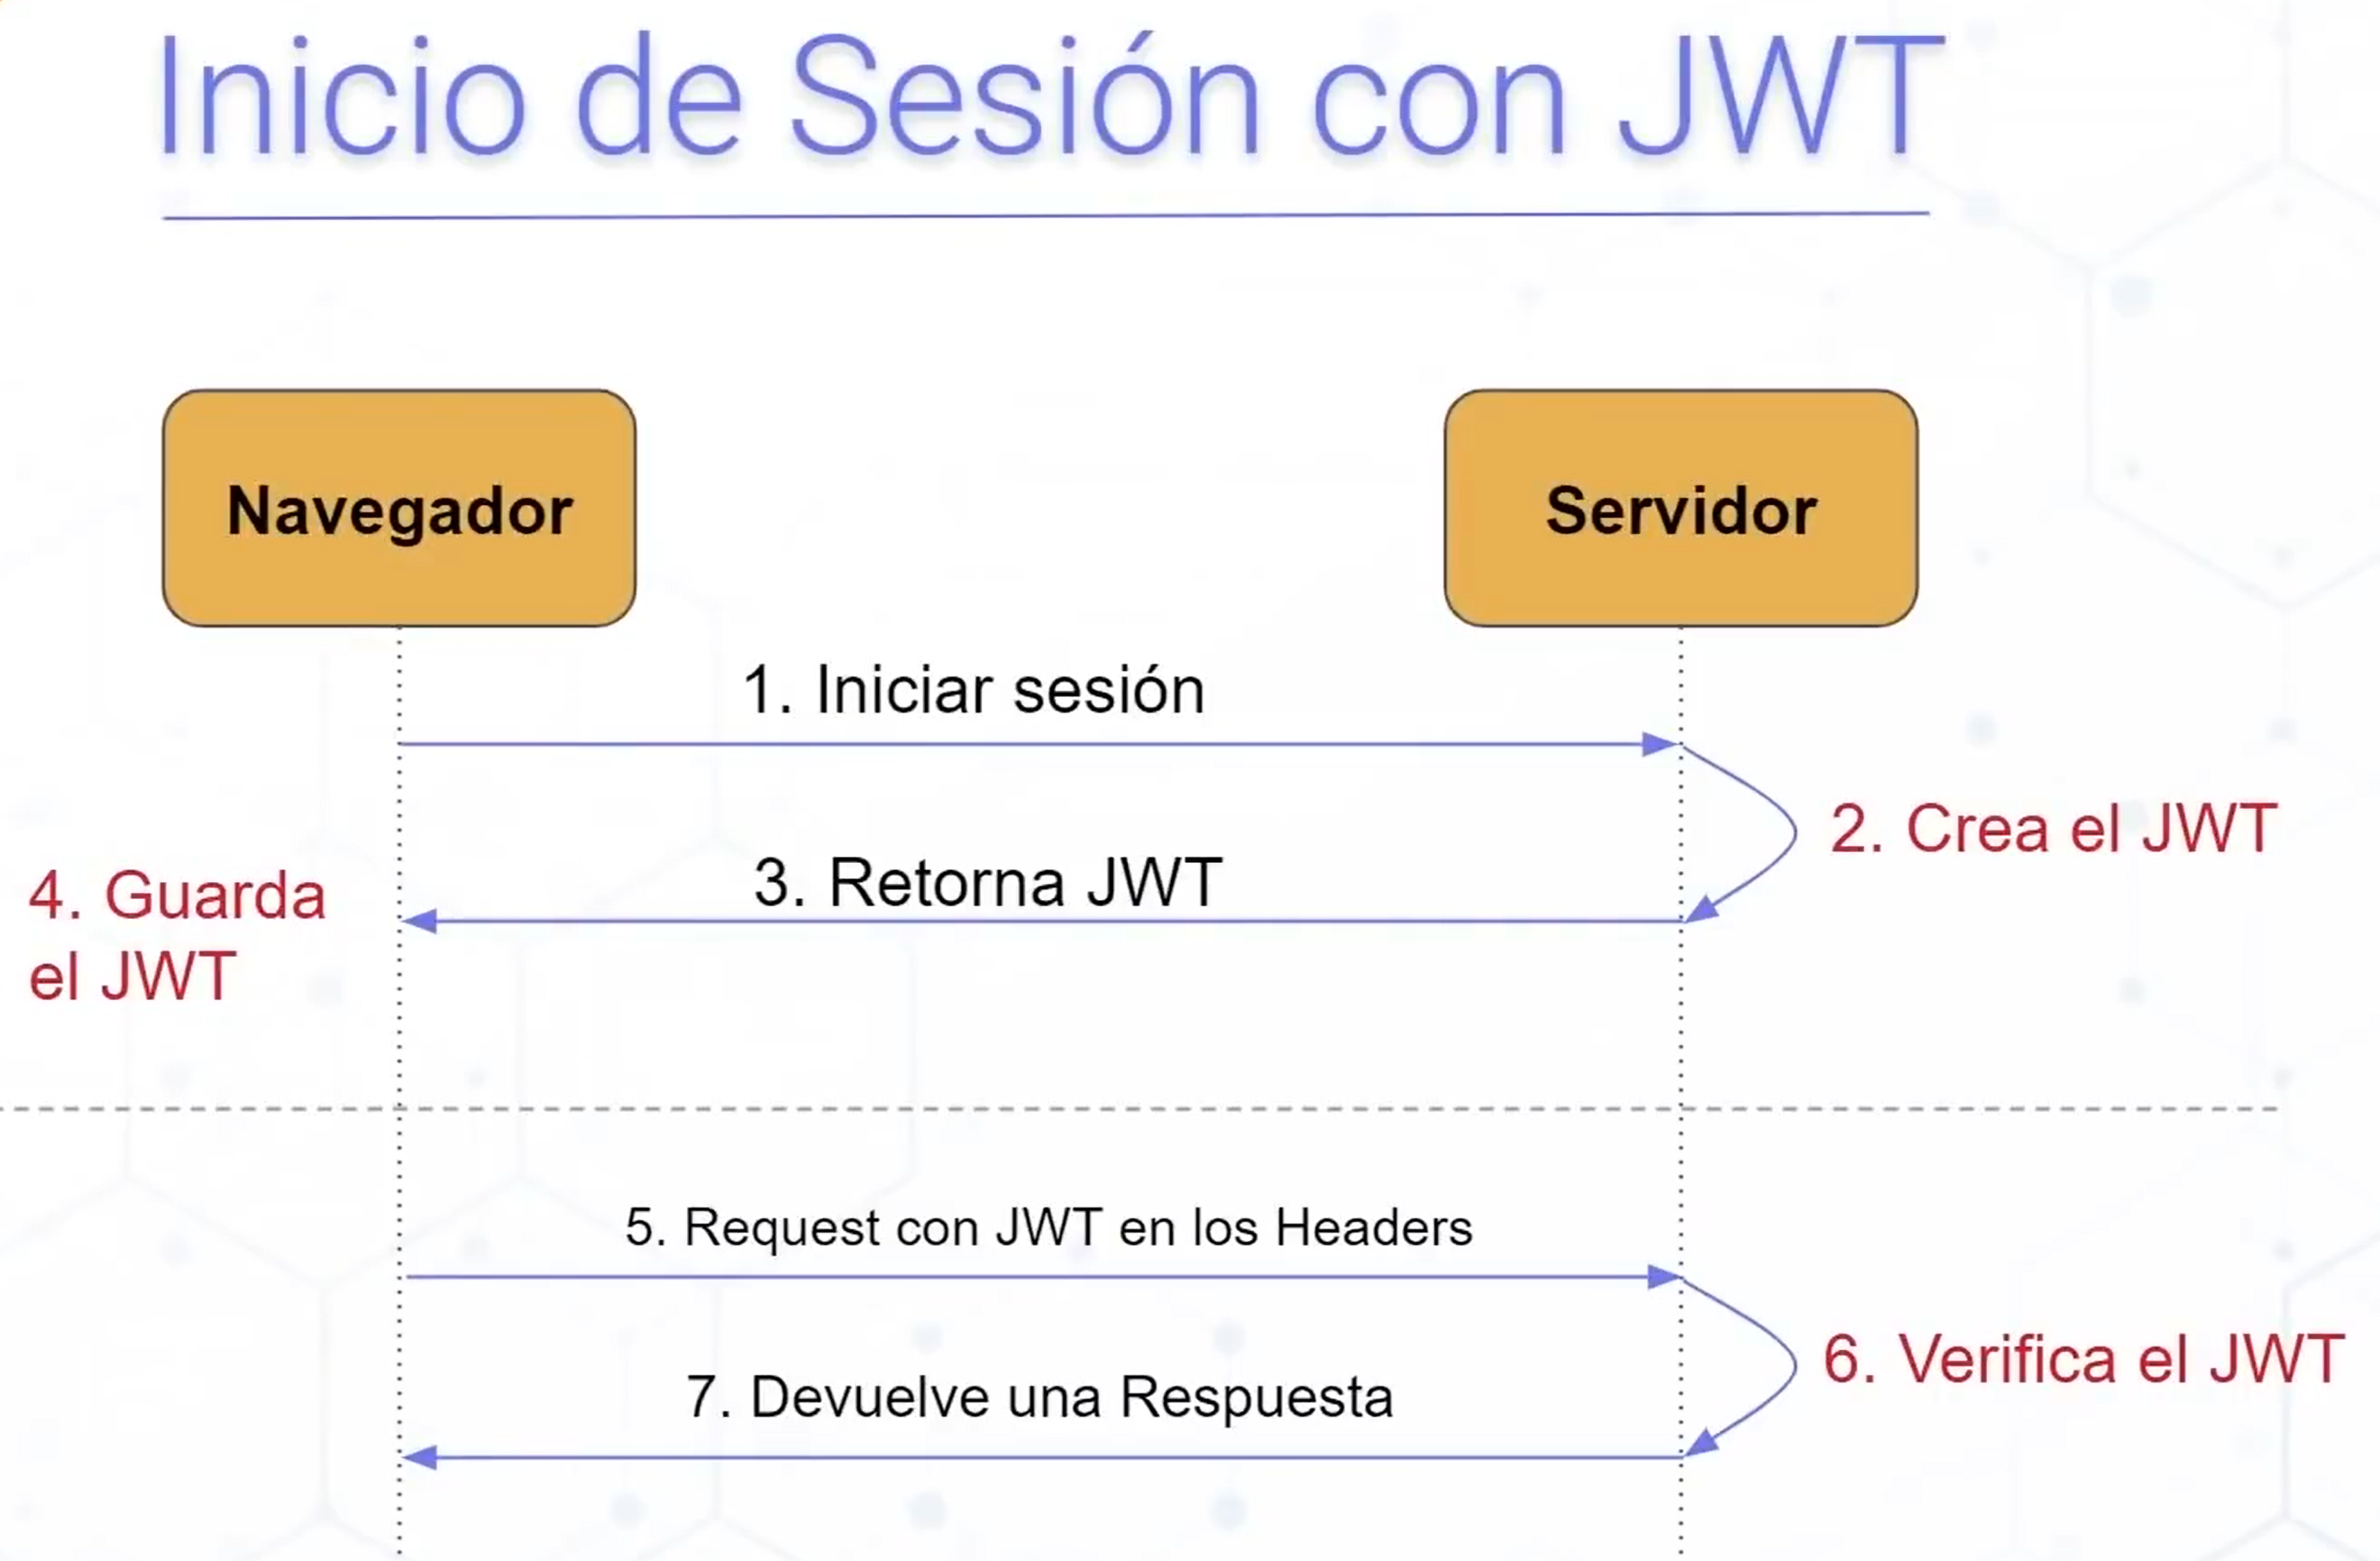 Inicio de Sesión con JWT
Navegador
Servidor
1. Iniciar sesión
2. Crea el JWT
3. Retorna JWT
4. Guarda
el JWT
5. Request con JWT en los Headers
6. Verifica el JWT
7. Devuelve una Respuesta